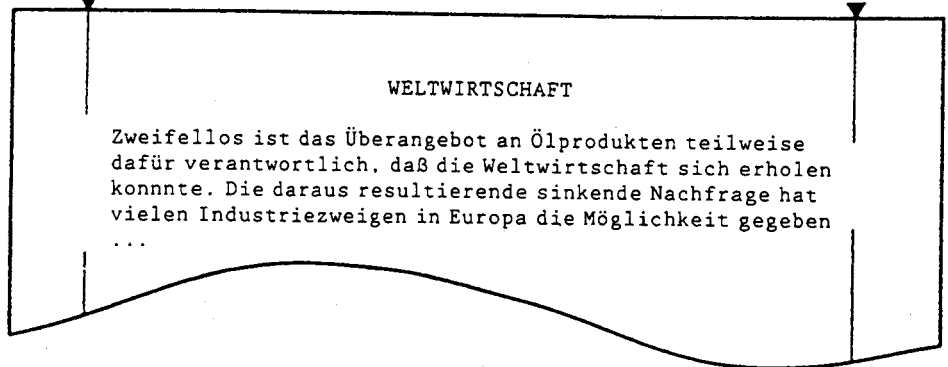 WELTWIRTSCHAFT
Zweifellos ist das Überangebot an Ölprodukten teilweise
dafür verantwortlich, daß die Weltwirtschaft sich erholen
konnnte. Die daraus resultierende sinkende Nachfrage hat
vielen Industriezweigen in Europa die Möglichkeit gegeben
...